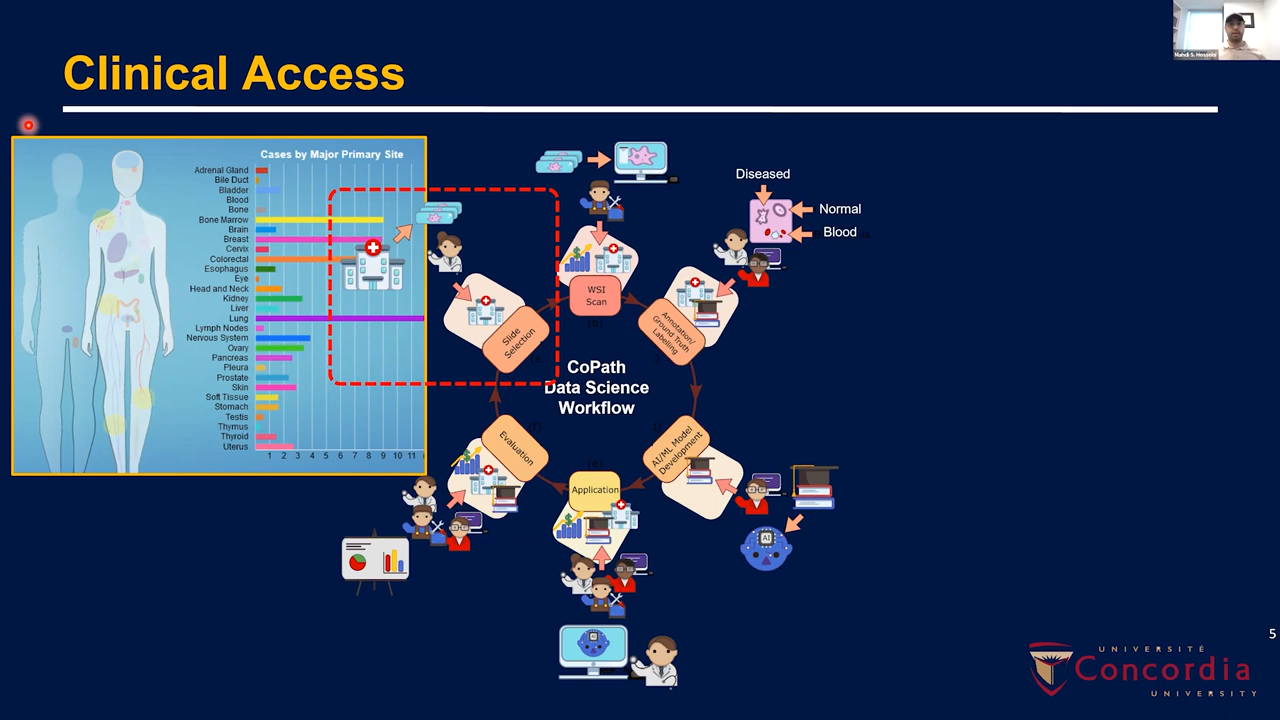 Clinical Access
Mahdi S. Hosseini
Cases by Major Primary Site
Adrenal Gland
Bile Duct
Bladder
Blood
Bone
Bone Marrow
Brain
Breast
Cervix
Colorectal
Esophagus
Eye
Head and Neck
Kidney
Liver
Lung
Lymph Nodes
Nervous System
Ovary
Pancreas
Pleura
Prostate
Skin
Soft Tissue
Stomach
Testis
Thymus
Thyroid
Uterus
1 2 3 4 5 6 7 8 9 10 11
Diseased
Normal
Blood
WSI
Scan
Annotation/
Ground Truth
Labelling
Slide
Selection
CoPath
Data Science
Workflow
Evaluation
AI/ML Model
Development
Application
AI
AI
5
UNIVERSITÉ
Concordia
UNIVERSITY